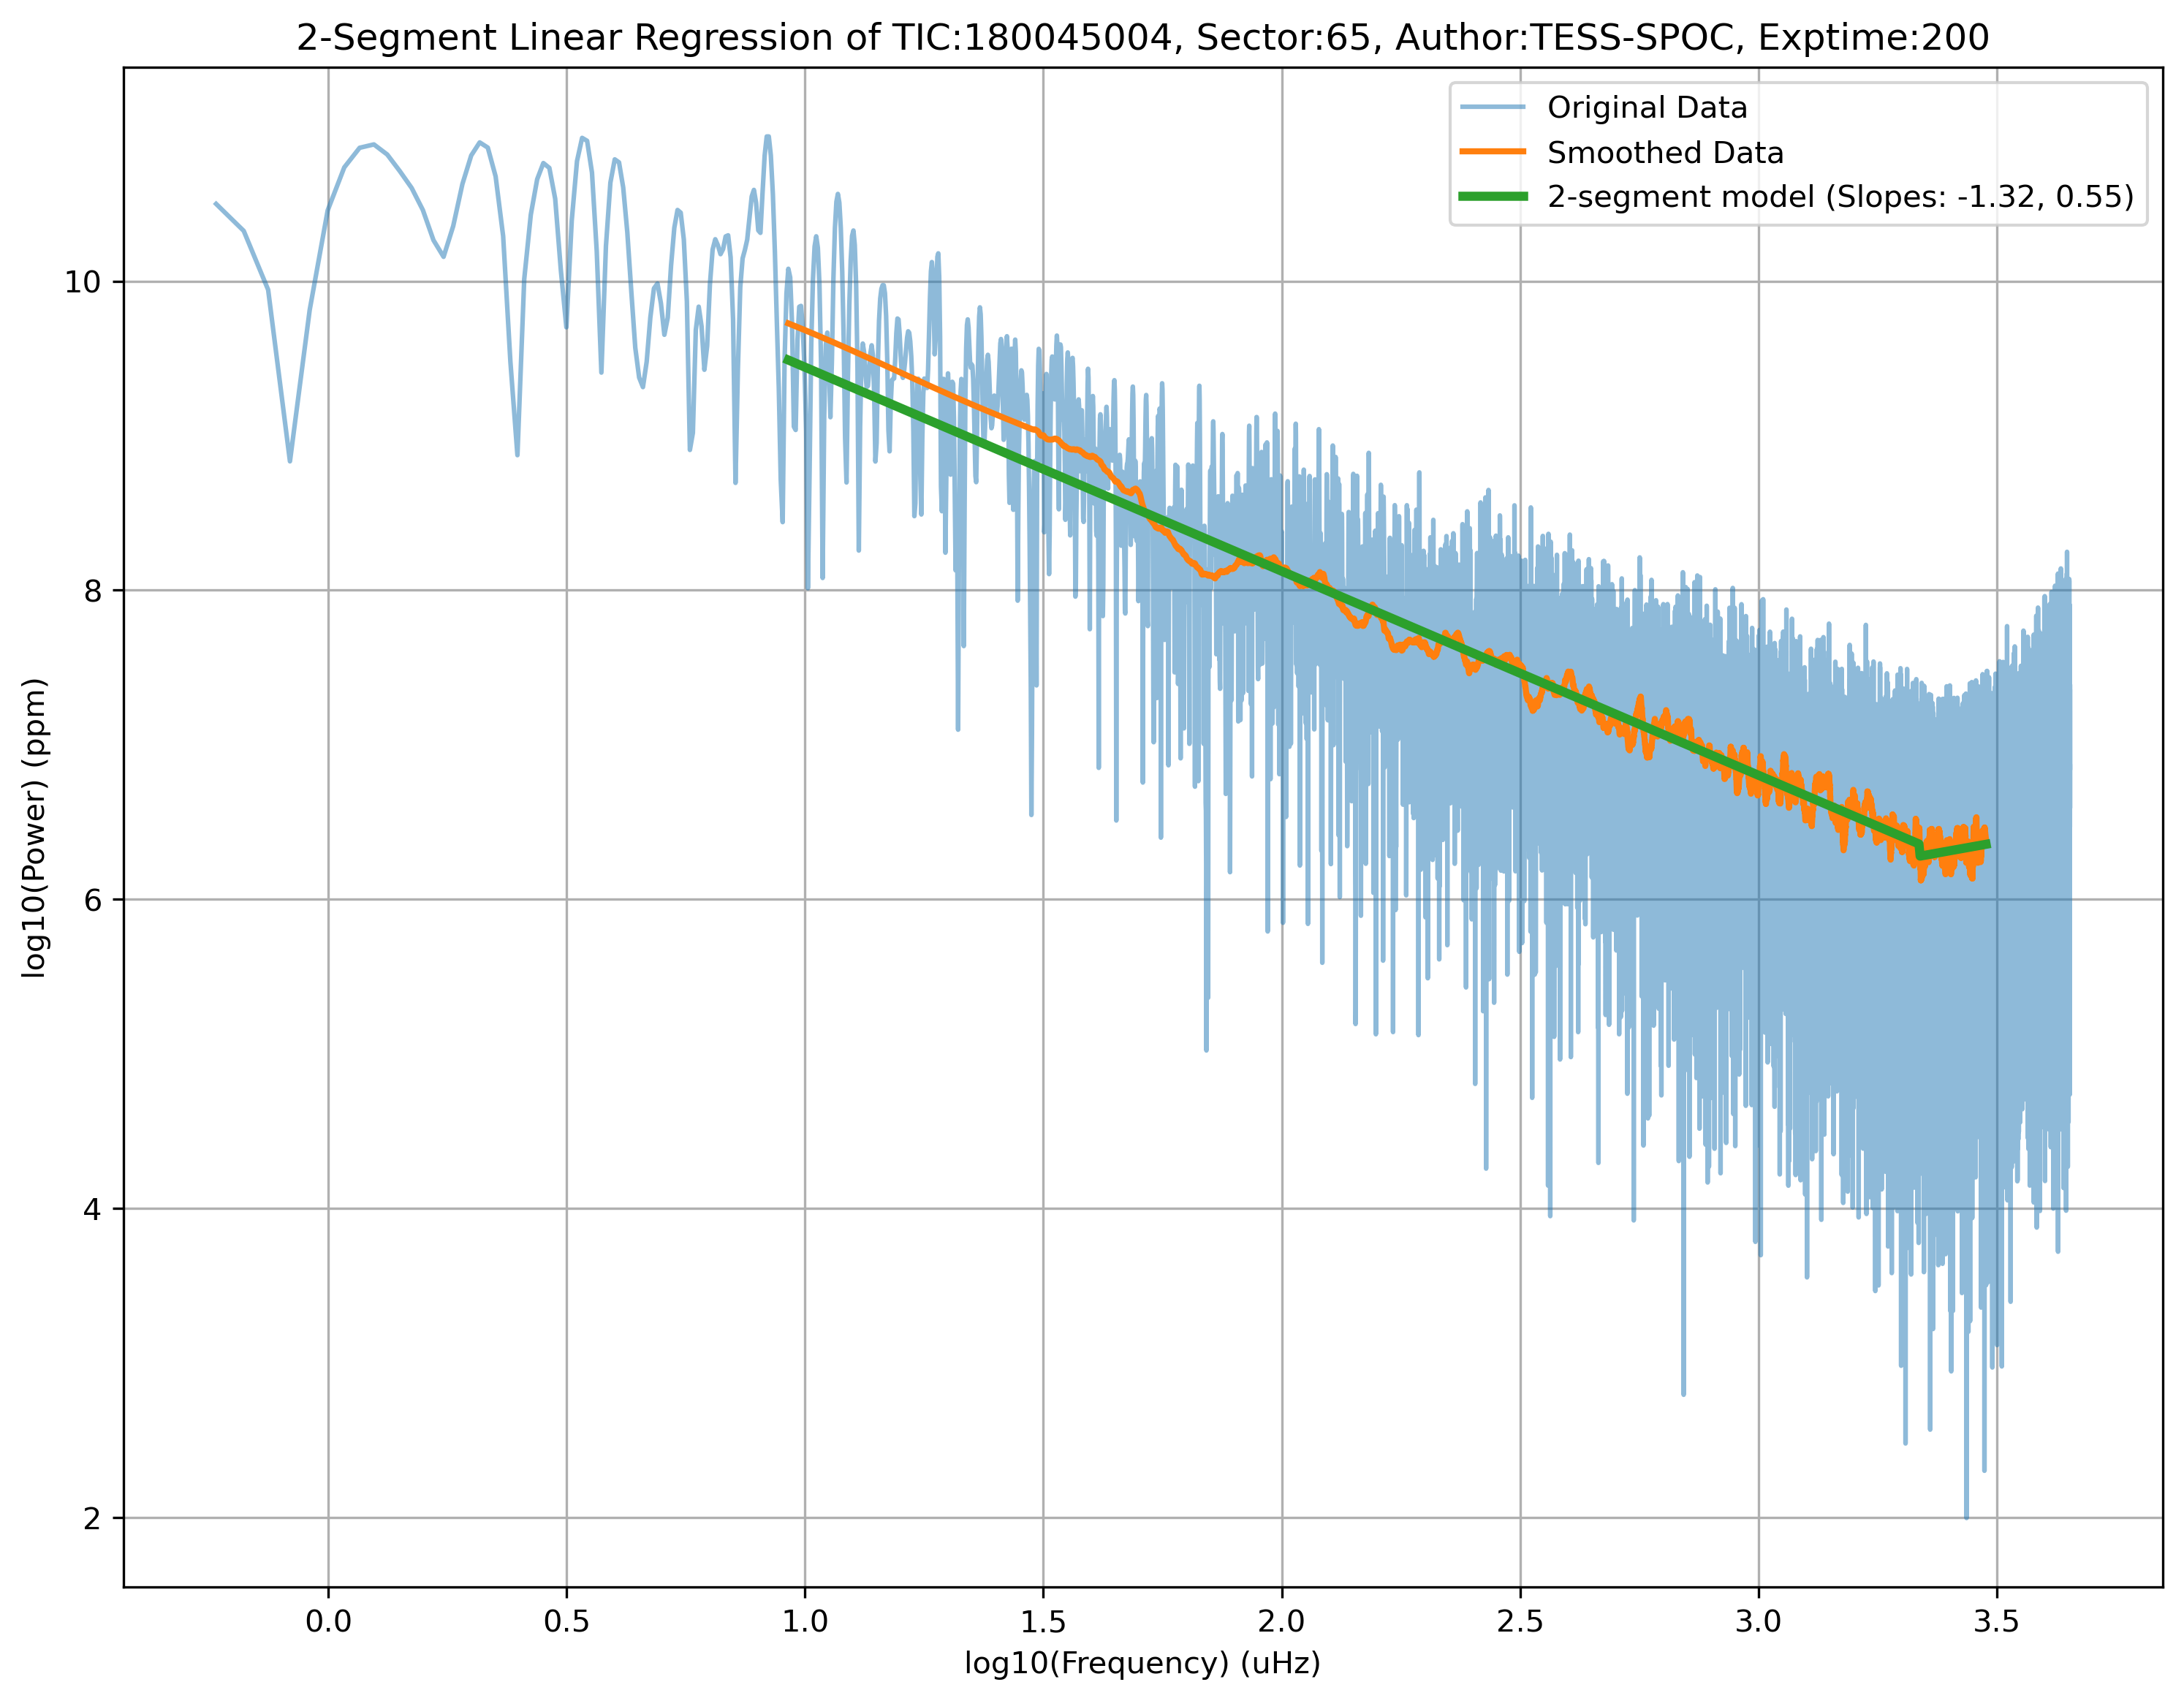 2-Segment Linear Regression of TIC:180045004, Sector:65, Author:TESS-SPOC, Exptime:200
Original Data
Smoothed Data
2-segment model (Slopes: -1.32, 0.55)
log10(Power) (ppm)
10
8
6
4
2
0.0 0.5 1.0 1.5 2.0 2.5 3.0 3.5
log10(Frequency) (uHz)